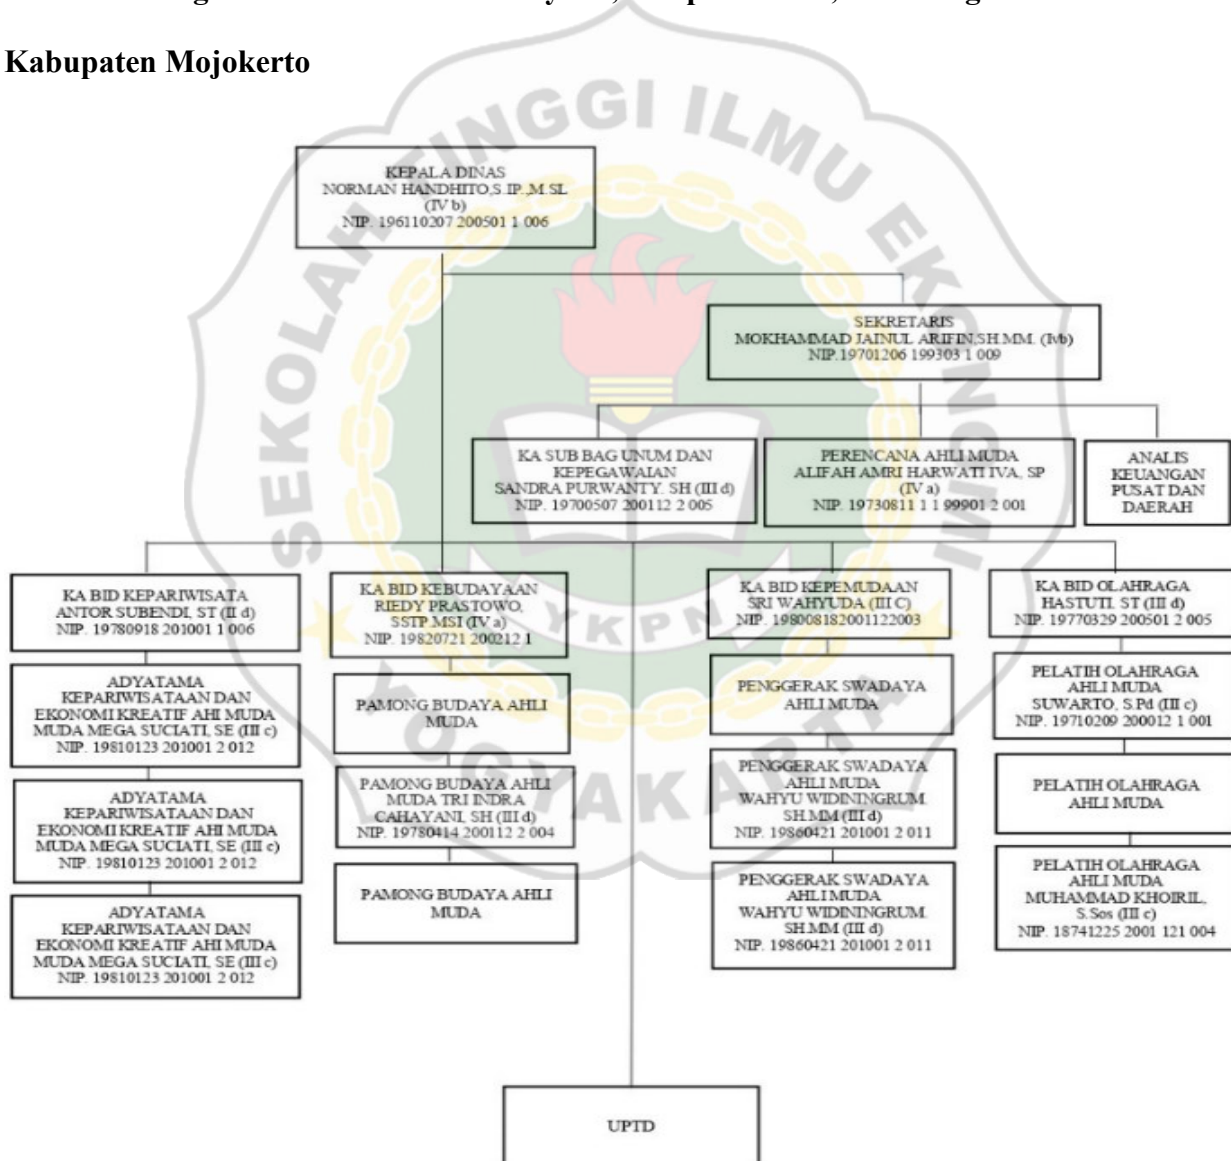 Kabupaten Mojokerto
SEKOLAH TINGGI ILMU EKONOMI
YKPN
YOGYAKARTA
KEPALA DINAS
NORMAN HANDHITO,S.IP.,M.SL
(IV b)
NIP. 196110207 200501 1 006
SEKRETARIS
MOKHAMMAD JAINUL ARIFIN,SH.MM. (Ivb)
NIP.19701206 199303 1 009
KA SUB BAG UNUM DAN
KEPEGAWAIAN
SANDRA PURWANTY. SH (III d)
NIP. 19700507 200112 2 005
PERENCANA AHLI MUDA
ALIFAH AMRI HARWATI IVA, SP
(IV a)
NIP. 19730811 1 1 99901 2 001
ANALIS
KEUANGAN
PUSAT DAN
DAERAH
KA BID KEPARIWISATA
ANTOR SUBENDI, ST (II d)
NIP. 19780918 201001 1 006
ADYATAMA
KEPARIWISATAAN DAN
EKONOMI KREATIF AHI MUDA
MUDA MEGA SUCIATI, SE (III c)
NIP. 19810123 201001 2 012
ADYATAMA
KEPARIWISATAAN DAN
EKONOMI KREATIF AHI MUDA
MUDA MEGA SUCIATI, SE (III c)
NIP. 19810123 201001 2 012
ADYATAMA
KEPARIWISATAAN DAN
EKONOMI KREATIF AHI MUDA
MUDA MEGA SUCIATI, SE (III c)
NIP. 19810123 201001 2 012
KA BID KEBUDAYAAN
RIEDY PRASTOWO,
SSTP.MSI (IV a)
NIP. 19820721 200212 1
PAMONG BUDAYA AHLI
MUDA
PAMONG BUDAYA AHLI
MUDA TRI INDRA
CAHAYANI, SH (III d)
NIP. 19780414 200112 2 004
PAMONG BUDAYA AHLI
MUDA
KA BID KEPEMUDAAN
SRI WAHYUDA (III C)
NIP. 198008182001122003
PENGGERAK SWADAYA
AHLI MUDA
PENGGERAK SWADAYA
AHLI MUDA
WAHYU WIDININGRUM.
SH.MM (III d)
NIP. 19860421 201001 2 011
PENGGERAK SWADAYA
AHLI MUDA
WAHYU WIDININGRUM.
SH.MM (III d)
NIP. 19860421 201001 2 011
KA BID OLAHRAGA
HASTUTI. ST (III d)
NIP. 19770329 200501 2 005
PELATIH OLAHRAGA
AHLI MUDA
SUWARTO, S.Pd (III c)
NIP. 19710209 200012 1 001
PELATIH OLAHRAGA
AHLI MUDA
PELATIH OLAHRAGA
AHLI MUDA
MUHAMMAD KHOIRIL,
S.Sos (III c)
NIP. 18741225 2001 121 004
UPTD